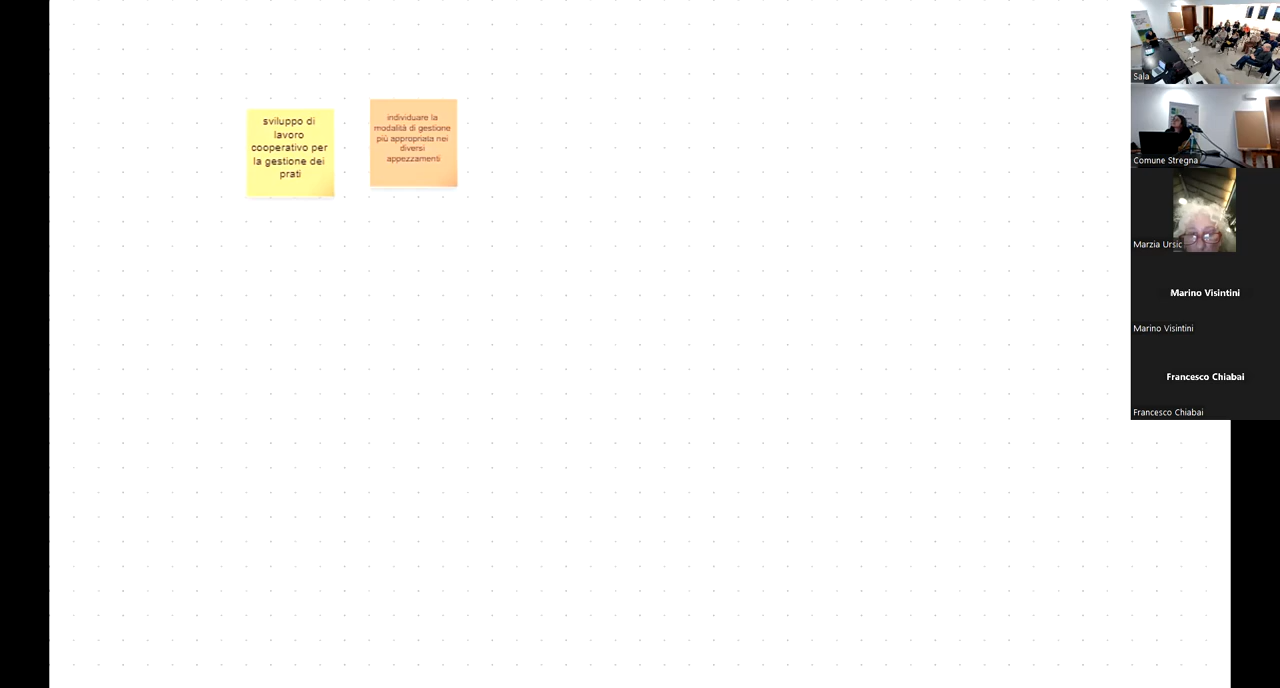 sviluppo di
lavoro
cooperativo per
la gestione dei
prati
individuare la
modalità di gestione
più appropriata nei
diversi
appezzamenti
Sala
Comune Stregna
Marzia Ursic
Marino Visintini
Marino Visintini
Francesco Chiabai
Francesco Chiabai